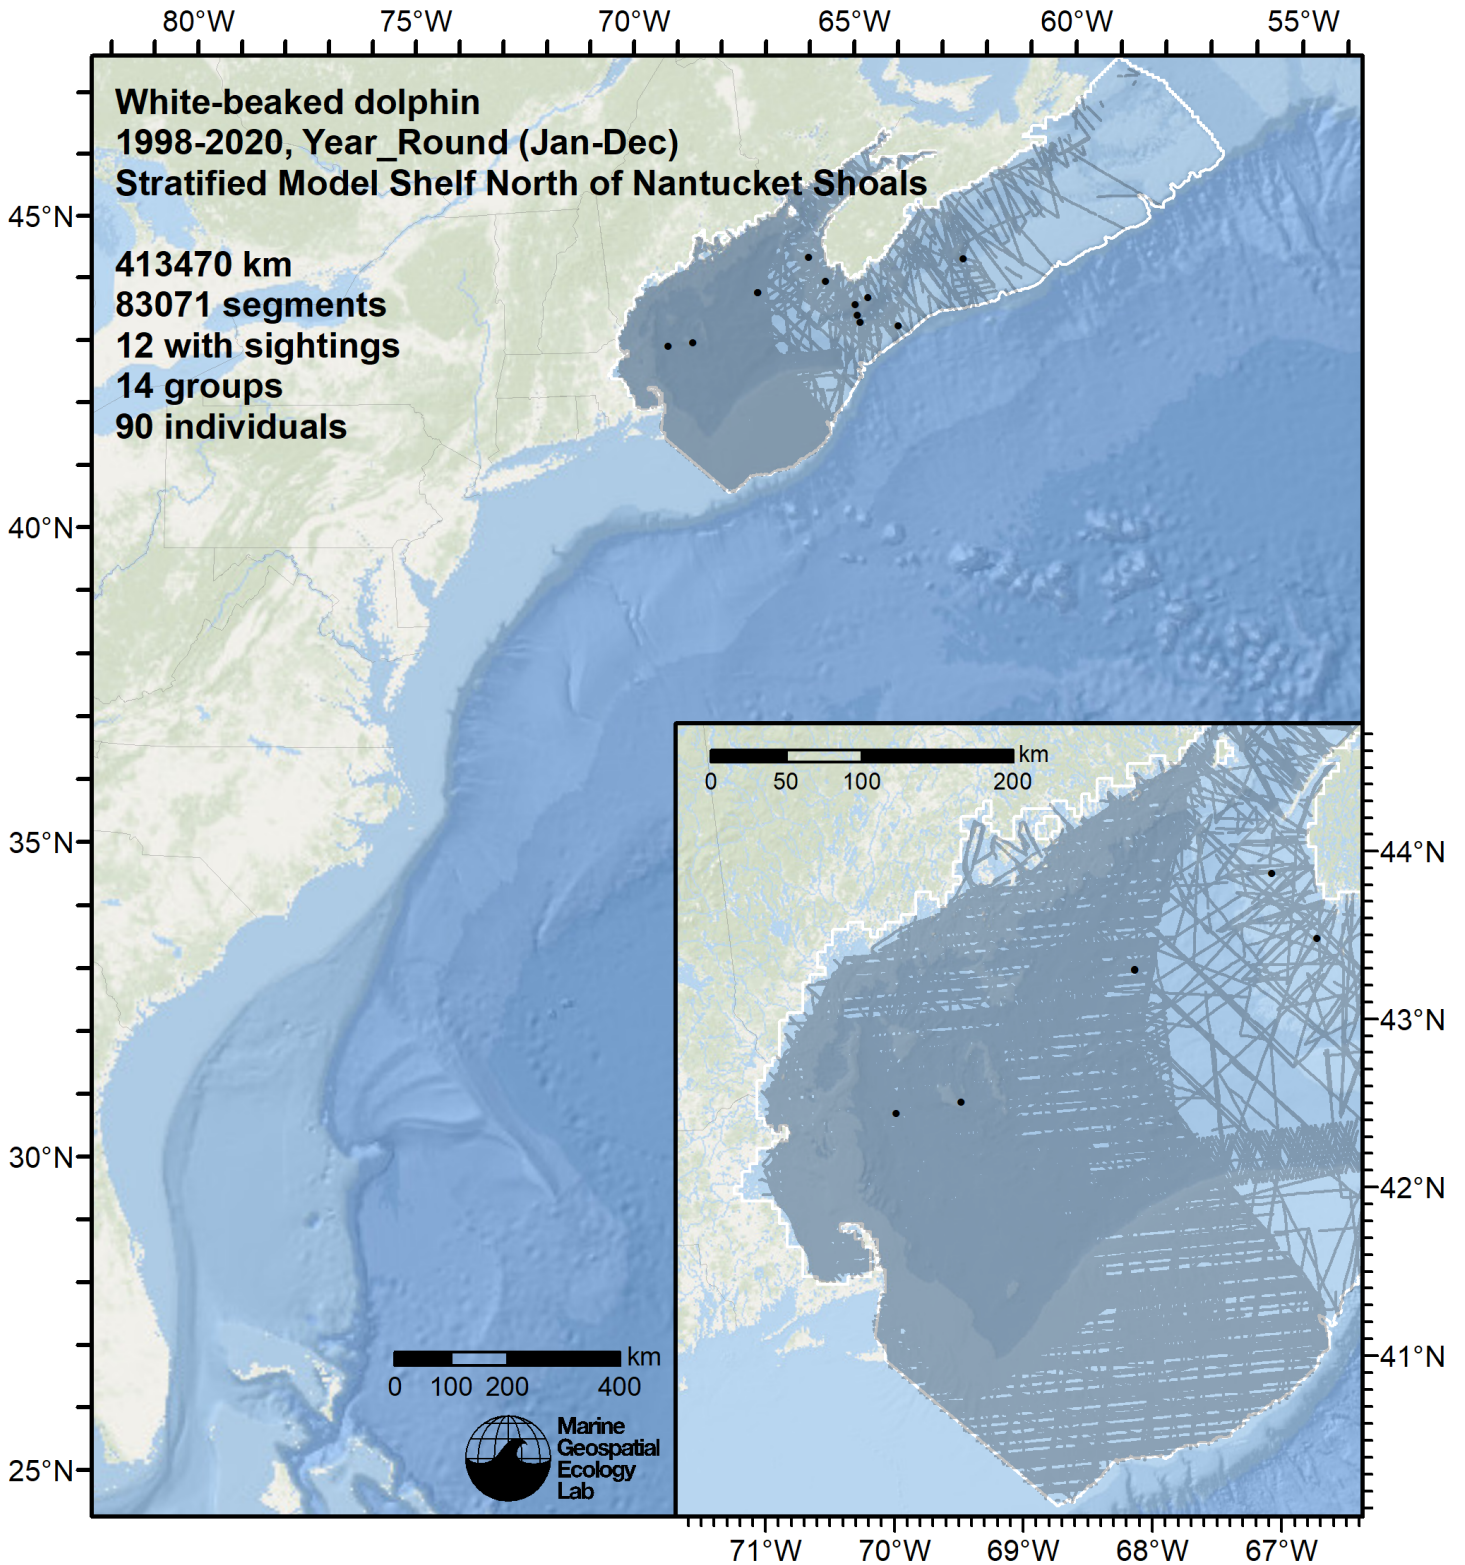 80°W 75°W 70°W 65°W 60°W 55°W
White-beaked dolphin
1998-2020, Year_Round (Jan-Dec)
Stratified Model Shelf North of Nantucket Shoals
45°N
413470 km
83071 segments
12 with sightings
14 groups
90 individuals
40°N
km
0 50 100 200
35°N
44°N
43°N
30°N
42°N
41°N
km
0 100 200 400
Marine
Geospatial
Ecology
Lab
25°N
71°W 70°W 69°W 68°W 67°W